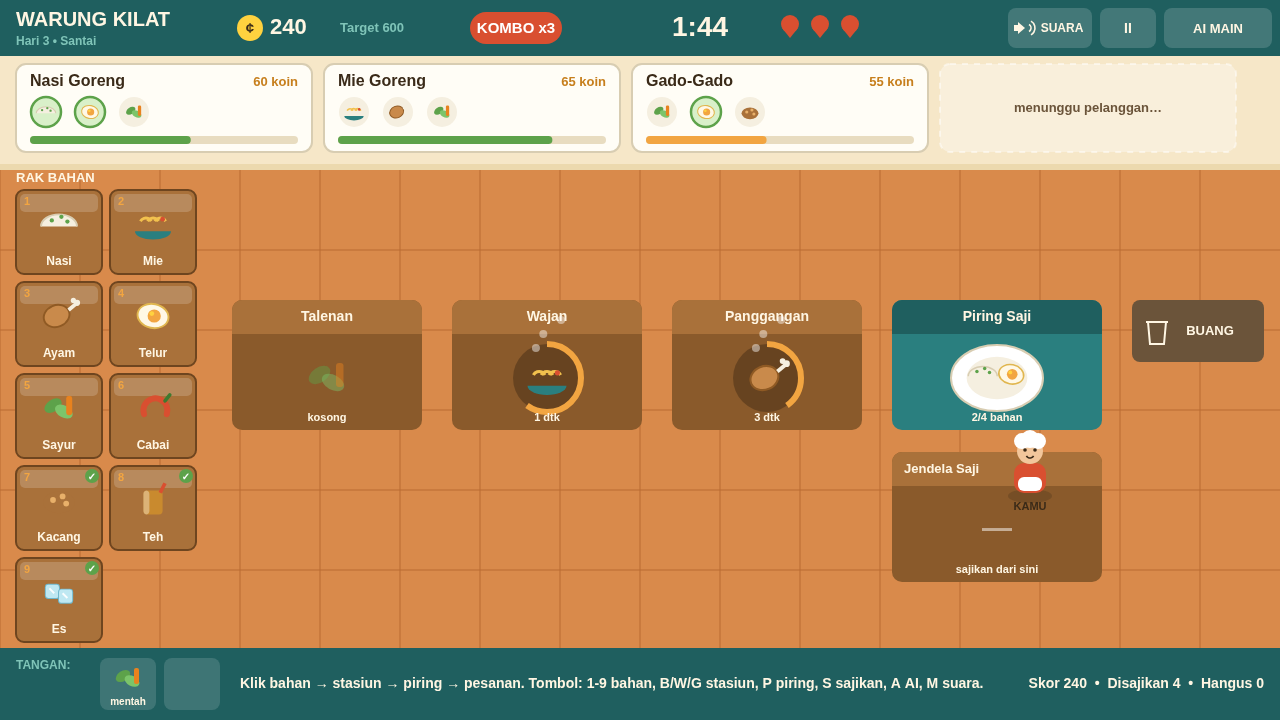 WARUNG KILAT
Hari 3 • Santai
¢ 240
Target 600
KOMBO x3
1:44
SUARA
II
AI MAIN
Nasi Goreng
60 koin
Mie Goreng
65 koin
Gado-Gado
55 koin
menunggu pelanggan…
RAK BAHAN
1
Nasi
2
Mie
3
Ayam
4
Telur
5
Sayur
6
Cabai
7
Kacang
8
Teh
9
Es
Talenan
kosong
Wajan
1 dtk
Panggangan
3 dtk
Piring Saji
2/4 bahan
BUANG
Jendela Saji
KAMU
sajikan dari sini
TANGAN:
mentah
Klik bahan → stasiun → piring → pesanan. Tombol: 1-9 bahan, B/W/G stasiun, P piring, S sajikan, A AI, M suara.
Skor 240 • Disajikan 4 • Hangus 0